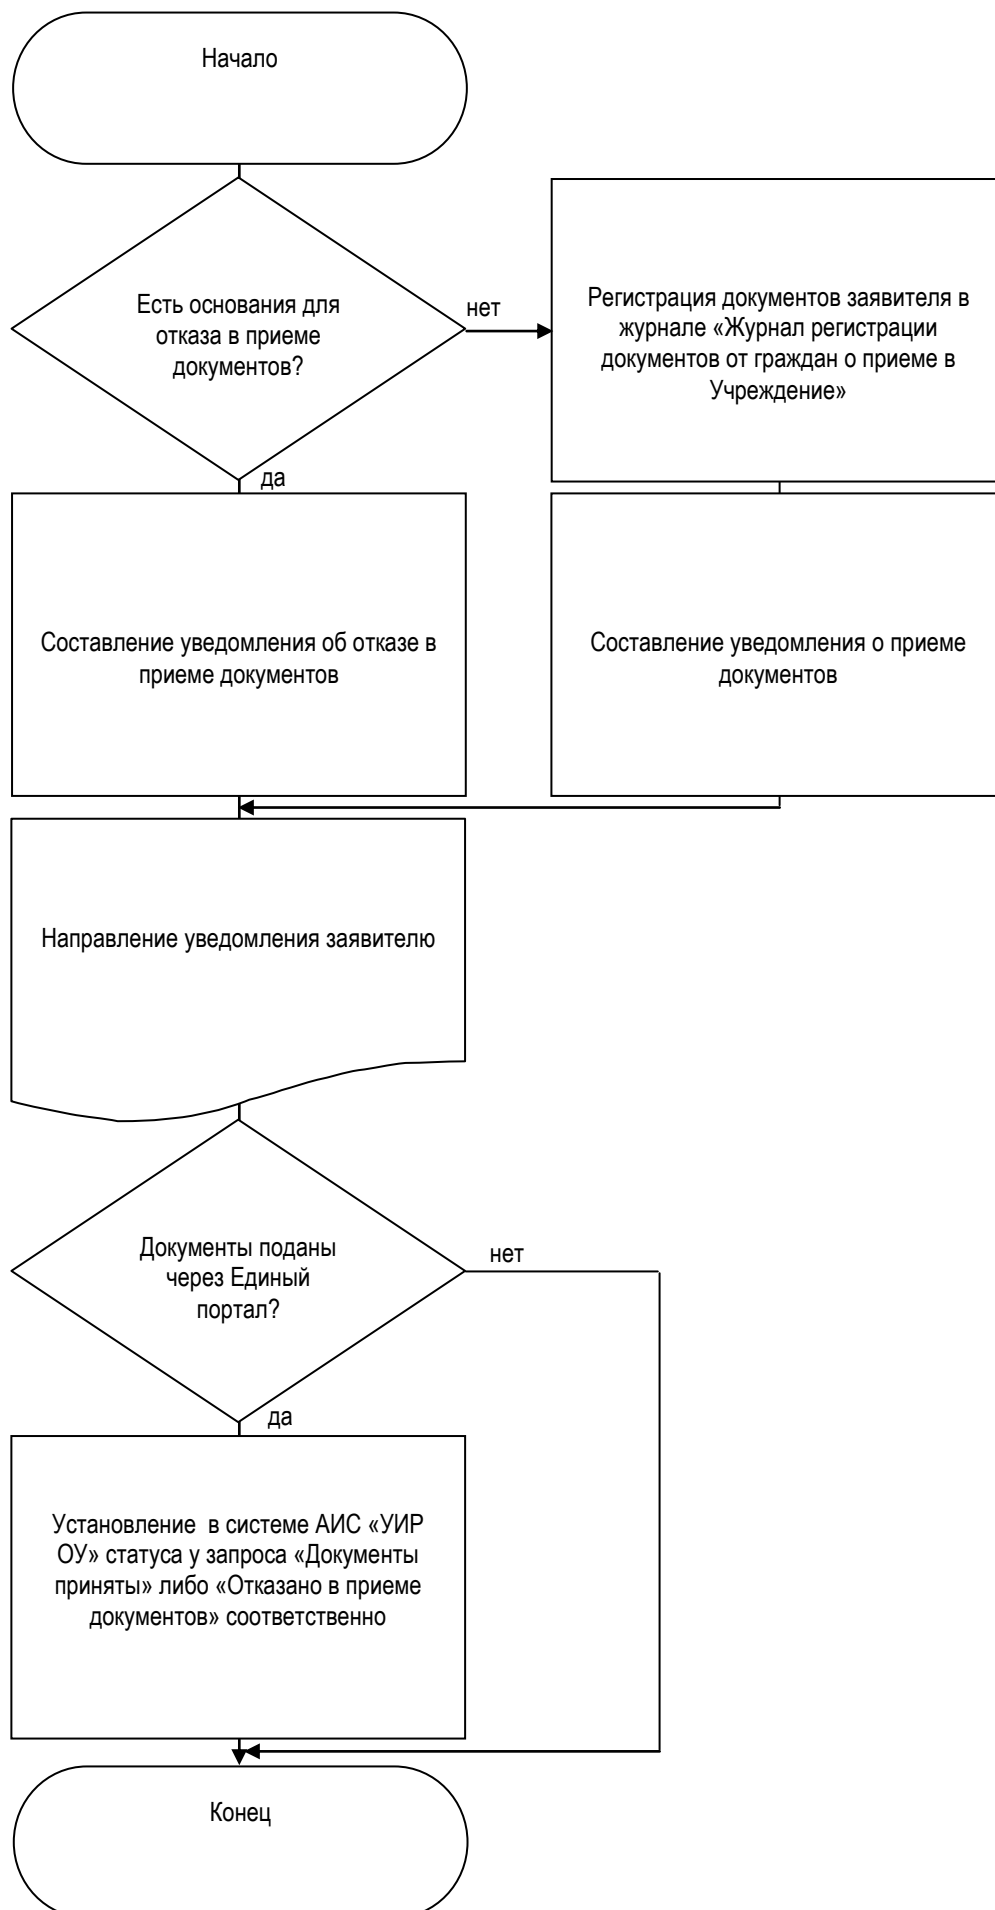 Начало
Есть основания для
отказа в приеме
документов?
нет
Регистрация документов заявителя в
журнале «Журнал регистрации
документов от граждан о приеме в
Учреждение»
да
Составление уведомления об отказе в
приеме документов
Составление уведомления о приеме
документов
Направление уведомления заявителю
Документы поданы
через Единый
портал?
нет
да
Установление в системе АИС «УИР
ОУ» статуса у запроса «Документы
приняты» либо «Отказано в приеме
документов» соответственно
Конец